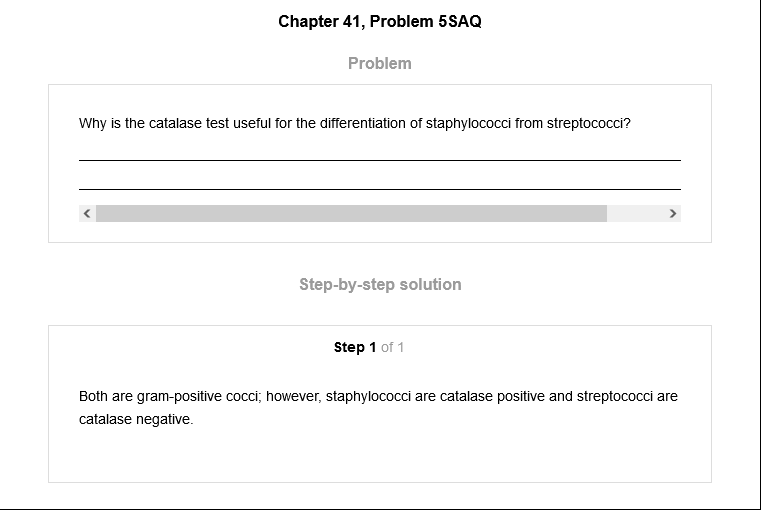 Chapter 41, Problem 5SAQ
Problem
Why is the catalase test useful for the differentiation of staphylococci from streptococci?
Step-by-step solution
Step 1 of 1
Both are gram-positive cocci; however, staphylococci are catalase positive and streptococci are
catalase negative.